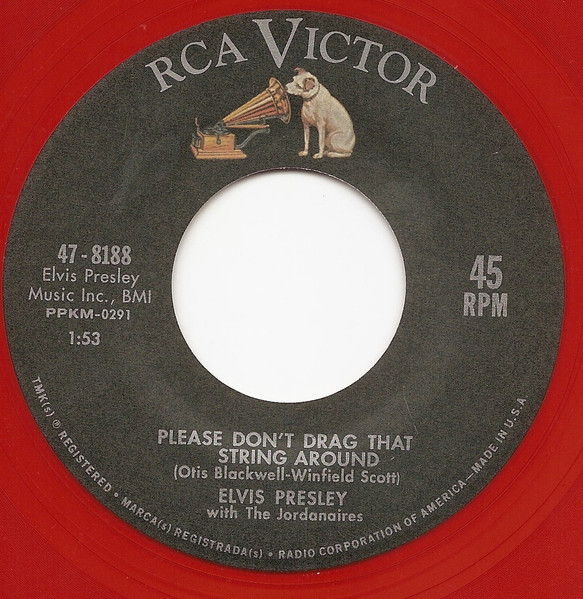 RCA VICTOR
47-8188
Elvis Presley
Music Inc., BMI
PPKM-0291
1:53
45
RPM
PLEASE DON'T DRAG THAT
STRING AROUND
(Otis Blackwell-Winfield Scott)
ELVIS PRESLEY
with The Jordanaires
TMK(s) ® REGISTERED • MARCA(s) REGISTRADA(s) • RADIO CORPORATION OF AMERICA—MADE IN U.S.A